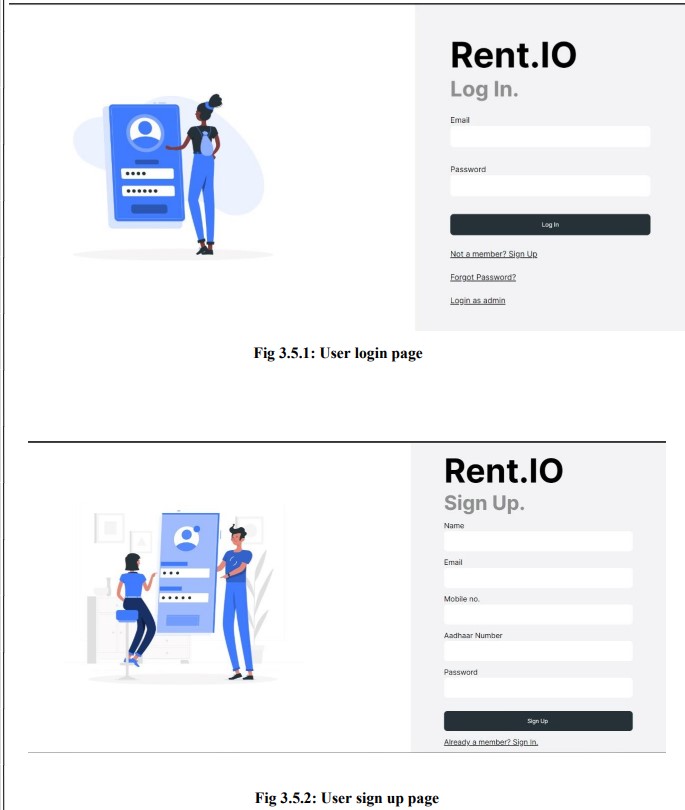 Rent.IO
Log In.
Email
Password
Log In
Not a member? Sign Up
Forgot Password?
Login as admin
Fig 3.5.1: User login page
Rent.IO
Sign Up.
Name
Email
Mobile no.
Aadhaar Number
Password
Sign Up
Already a member? Sign In.
Fig 3.5.2: User sign up page